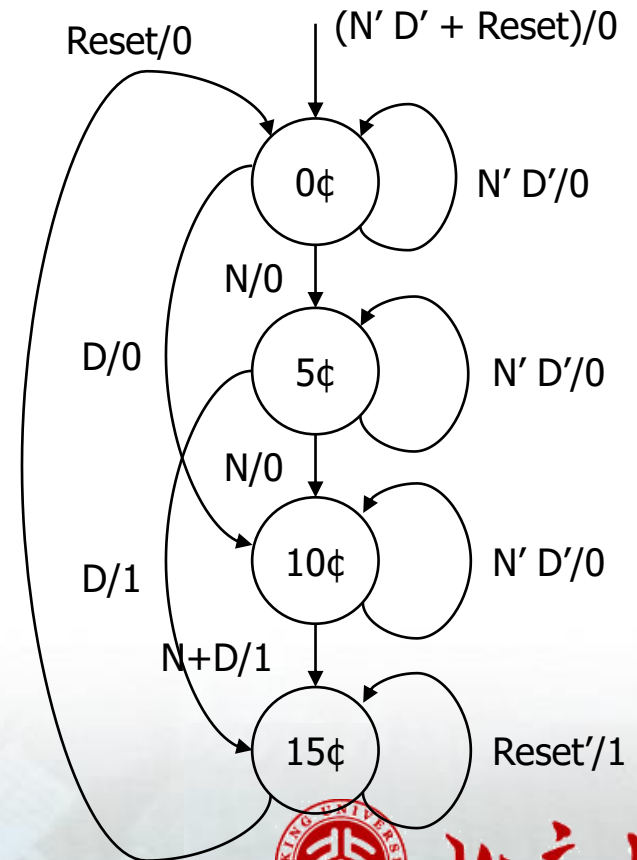 (N’ D’ + Reset)/0
Reset/0
0¢
N’ D’/0
N/0
D/0
5¢
N’ D’/0
N/0
D/1
10¢
N’ D’/0
N+D/1
15¢
Reset’/1